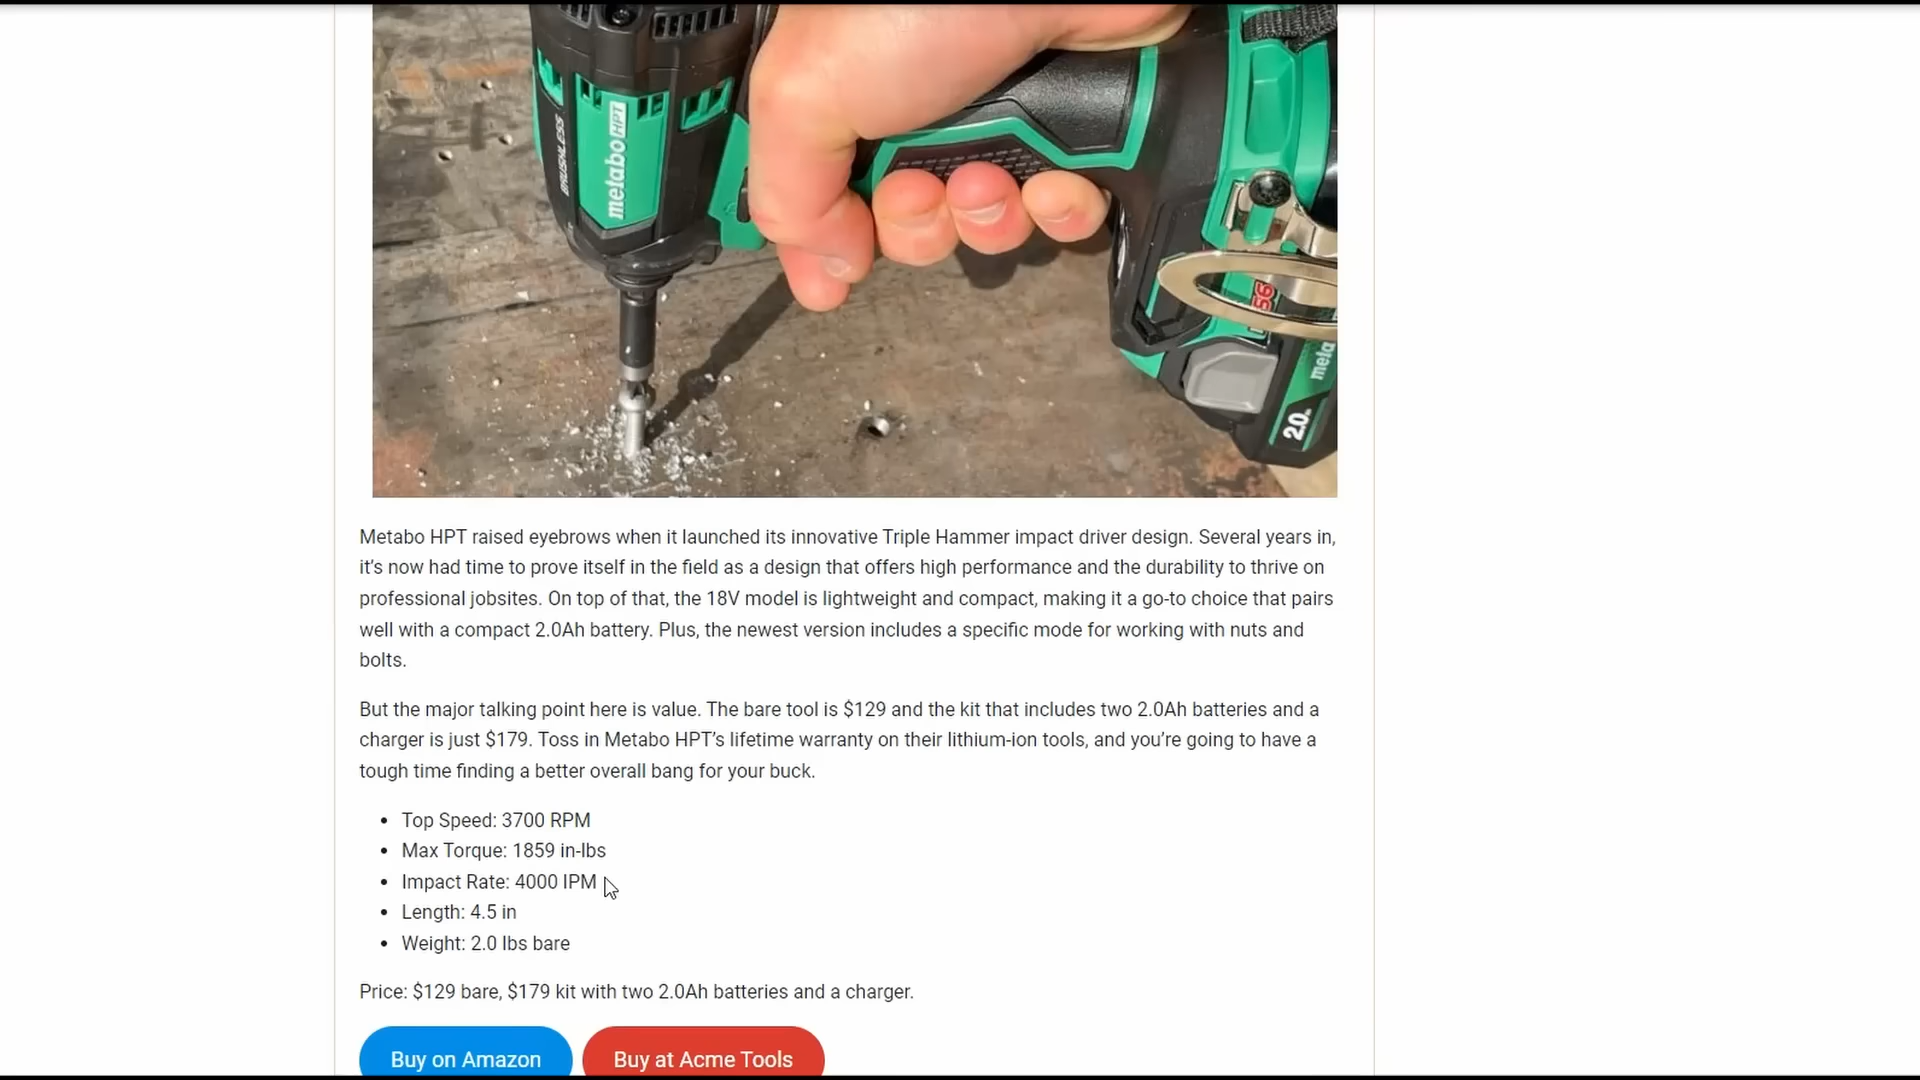 BRUSHLESS
metabo HPT
2.0
Metabo HPT raised eyebrows when it launched its innovative Triple Hammer impact driver design. Several years in,
it's now had time to prove itself in the field as a design that offers high performance and the durability to thrive on
professional jobsites. On top of that, the 18V model is lightweight and compact, making it a go-to choice that pairs
well with a compact 2.0Ah battery. Plus, the newest version includes a specific mode for working with nuts and
bolts.
But the major talking point here is value. The bare tool is $129 and the kit that includes two 2.0Ah batteries and a
charger is just $179. Toss in Metabo HPT’s lifetime warranty on their lithium-ion tools, and you’re going to have a
tough time finding a better overall bang for your buck.
• Top Speed: 3700 RPM
• Max Torque: 1859 in-lbs
• Impact Rate: 4000 IPM
• Length: 4.5 in
• Weight: 2.0 lbs bare
Price: $129 bare, $179 kit with two 2.0Ah batteries and a charger.
Buy on Amazon
Buy at Acme Tools